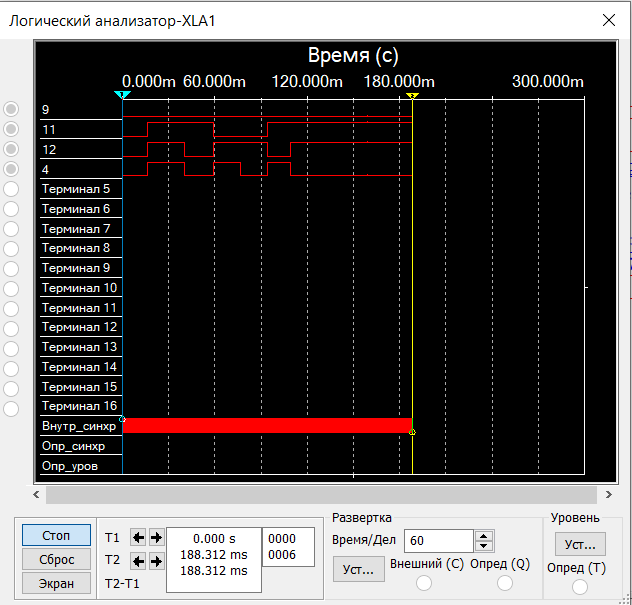 Логический анализатор-XLA1
Время (с)
0.000m 60.000m 120.000m 180.000m 300.000m
9
11
12
4
Терминал 5
Терминал 6
Терминал 7
Терминал 8
Терминал 9
Терминал 10
Терминал 11
Терминал 12
Терминал 13
Терминал 14
Терминал 15
Терминал 16
Внутр_синхр
Опр_синхр
Опр_уров
Стоп
Сброс
Экран
T1
T2
T2-T1
0.000 s
188.312 ms
188.312 ms
0000
0006
Развертка
Время/Дел 60
Уст...
Внешний (C) Опред (Q)
Уровень
Уст...
Опред (T)